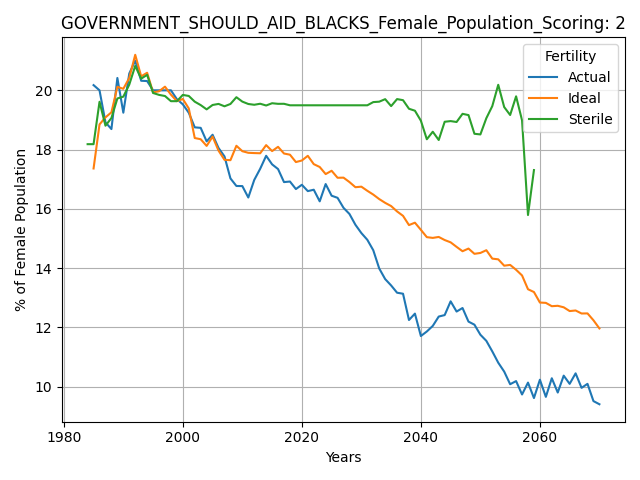 GOVERNMENT_SHOULD_AID_BLACKS_Female_Population_Scoring: 2
Fertility
Actual
Ideal
Sterile
% of Female Population
20
18
16
14
12
10
1980 2000 2020 2040 2060
Years